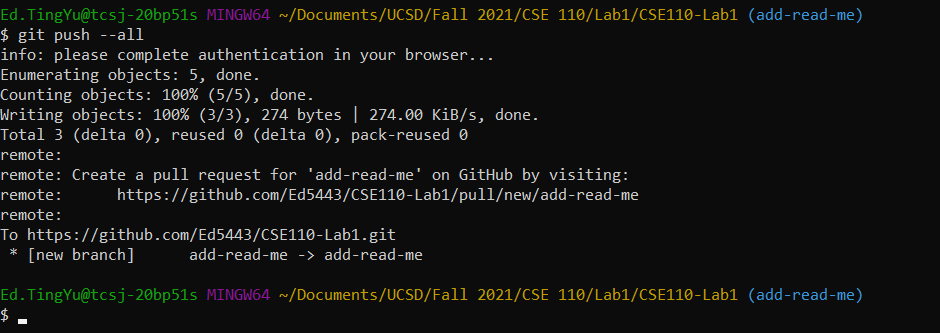 Ed.TingYu@tcsj-20bp51s MINGW64 ~/Documents/UCSD/Fall 2021/CSE 110/Lab1/CSE110-Lab1 (add-read-me)
$ git push --all
info: please complete authentication in your browser...
Enumerating objects: 5, done.
Counting objects: 100% (5/5), done.
Writing objects: 100% (3/3), 274 bytes | 274.00 KiB/s, done.
Total 3 (delta 0), reused 0 (delta 0), pack-reused 0
remote:
remote: Create a pull request for 'add-read-me' on GitHub by visiting:
remote:      https://github.com/Ed5443/CSE110-Lab1/pull/new/add-read-me
remote:
To https://github.com/Ed5443/CSE110-Lab1.git
 * [new branch]      add-read-me -> add-read-me
Ed.TingYu@tcsj-20bp51s MINGW64 ~/Documents/UCSD/Fall 2021/CSE 110/Lab1/CSE110-Lab1 (add-read-me)
$